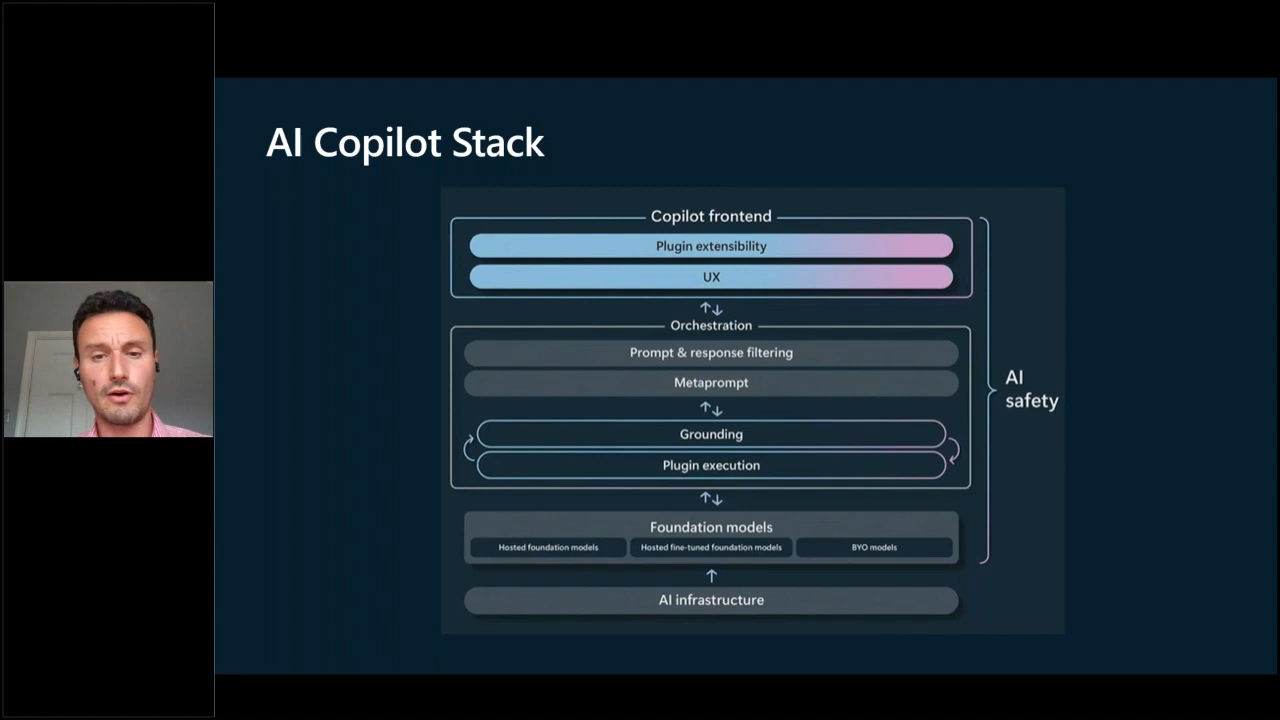 AI Copilot Stack
Copilot frontend
Plugin extensibility
UX
Orchestration
Prompt & response filtering
Metaprompt
Grounding
Plugin execution
Foundation models
Hosted foundation models
Hosted fine-tuned foundation models
BYO models
AI infrastructure
AI
safety